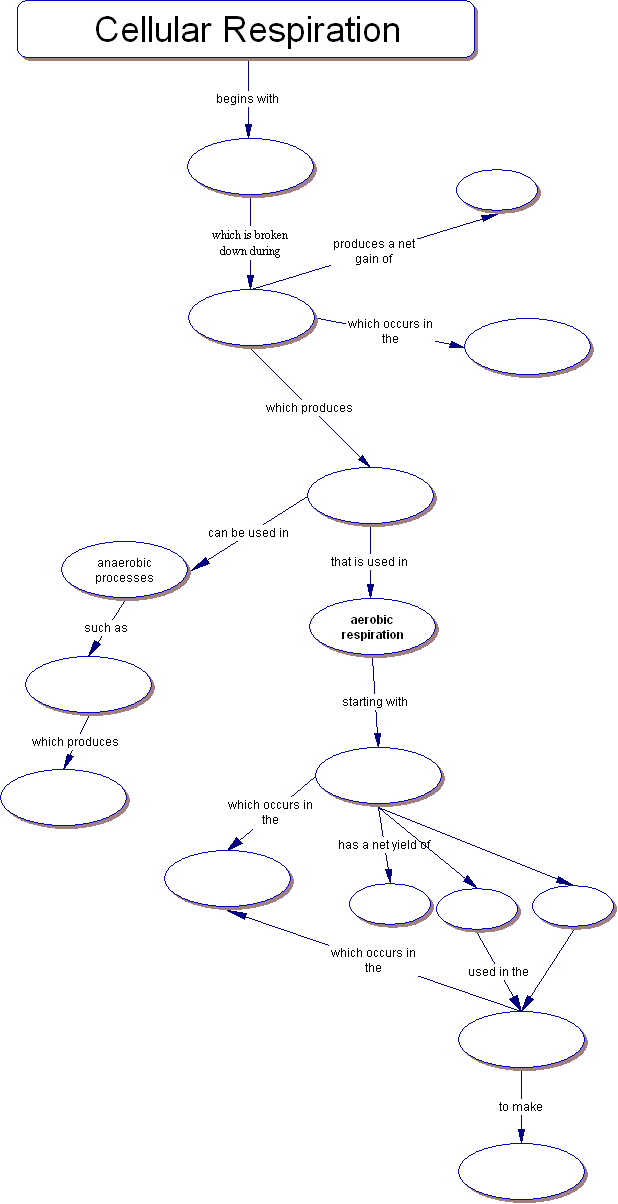 Cellular Respiration
begins with
which is broken
down during
produces a net
gain of
which occurs in
the
which produces
can be used in
that is used in
anaerobic
processes
aerobic
respiration
such as
starting with
which produces
which occurs in
the
has a net yield of
which occurs in
the
used in the
to make